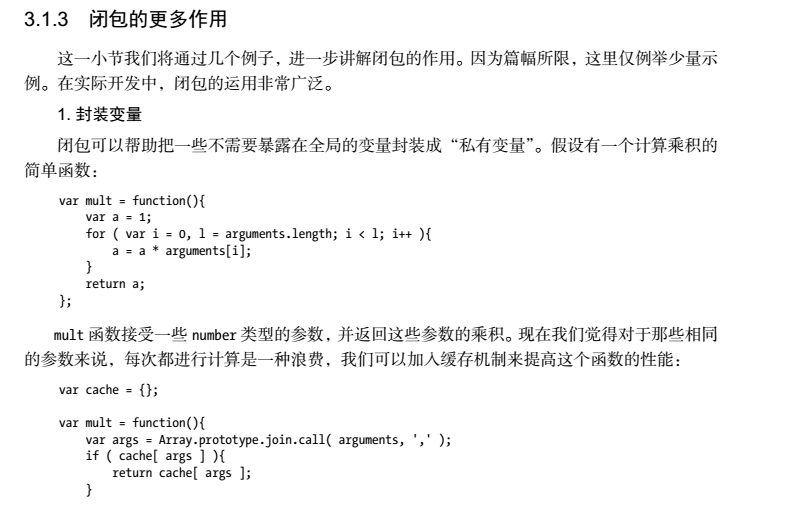 3.1.3 闭包的更多作用
这一小节我们将通过几个例子，进一步讲解闭包的作用。因为篇幅所限，这里仅例举少量示
例。在实际开发中，闭包的运用非常广泛。
1. 封装变量
闭包可以帮助把一些不需要暴露在全局的变量封装成“私有变量”。假设有一个计算乘积的
简单函数：
var mult = function(){
    var a = 1;
    for ( var i = 0, l = arguments.length; i < l; i++ ){
        a = a * arguments[i];
    }
    return a;
};
mult 函数接受一些 number 类型的参数，并返回这些参数的乘积。现在我们觉得对于那些相同
的参数来说，每次都进行计算是一种浪费，我们可以加入缓存机制来提高这个函数的性能：
var cache = {};
var mult = function(){
    var args = Array.prototype.join.call( arguments, ',' );
    if ( cache[ args ] ){
        return cache[ args ];
    }